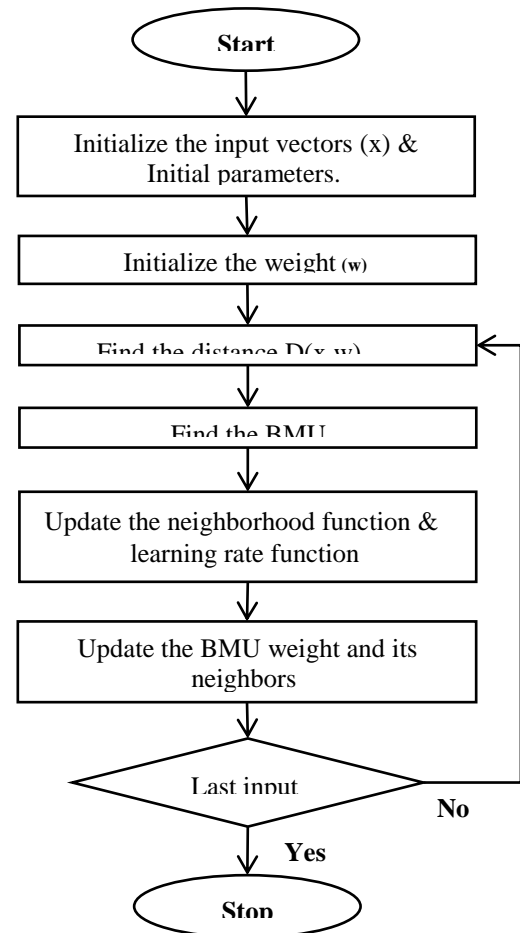 Start
Initialize the input vectors (x) &
Initial parameters.
Initialize the weight (w)
Find the distance D(x,w)
Find the BMU
Update the neighborhood function &
learning rate function
Update the BMU weight and its
neighbors
Last input
No
Yes
Stop